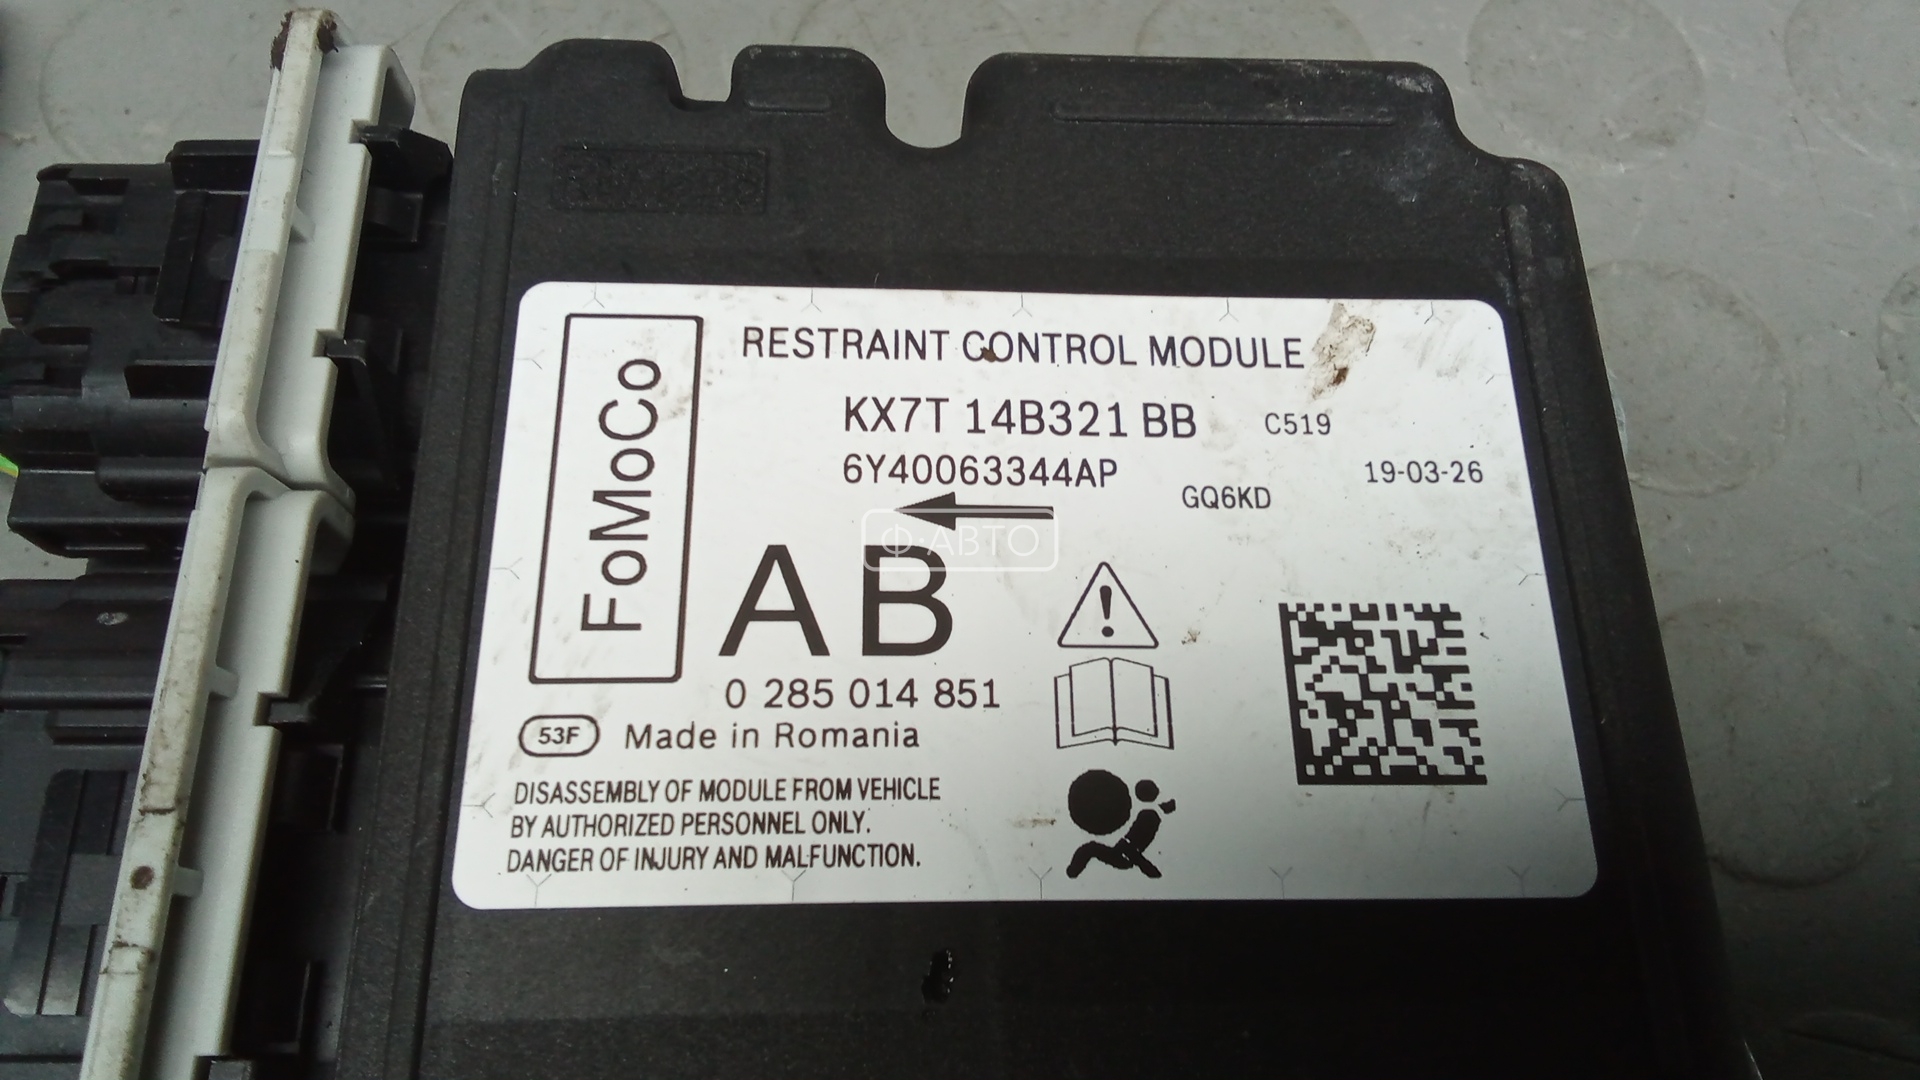 FoMoCo
RESTRAINT CONTROL MODULE
KX7T 14B321 BB C519
6Y40063344AP GQ6KD 19-03-26
Ф·АВТО
AB
0 285 014 851
53F Made in Romania
DISASSEMBLY OF MODULE FROM VEHICLE
BY AUTHORIZED PERSONNEL ONLY.
DANGER OF INJURY AND MALFUNCTION.